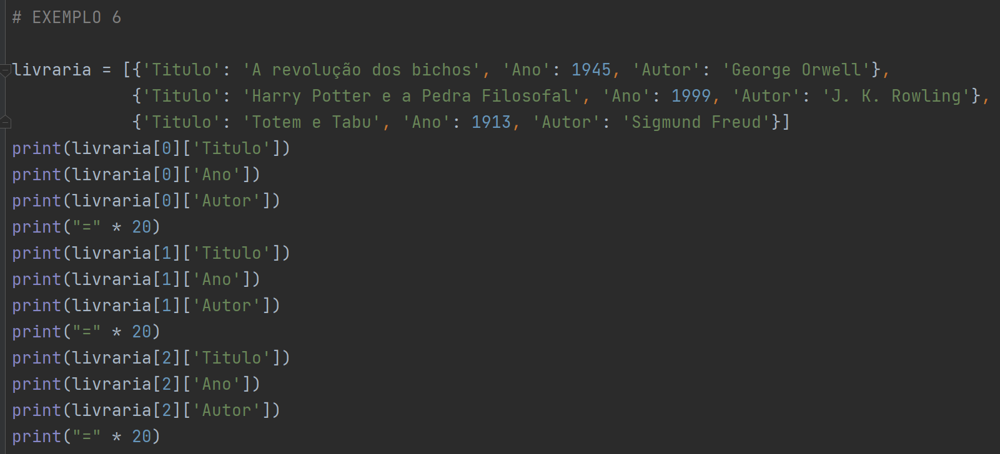 # EXEMPLO 6
livraria = [{'Titulo': 'A revolução dos bichos', 'Ano': 1945, 'Autor': 'George Orwell'},
{'Titulo': 'Harry Potter e a Pedra Filosofal', 'Ano': 1999, 'Autor': 'J. K. Rowling'},
{'Titulo': 'Totem e Tabu', 'Ano': 1913, 'Autor': 'Sigmund Freud'}]
print(livraria[0]['Titulo'])
print(livraria[0]['Ano'])
print(livraria[0]['Autor'])
print("=" * 20)
print(livraria[1]['Titulo'])
print(livraria[1]['Ano'])
print(livraria[1]['Autor'])
print("=" * 20)
print(livraria[2]['Titulo'])
print(livraria[2]['Ano'])
print(livraria[2]['Autor'])
print("=" * 20)